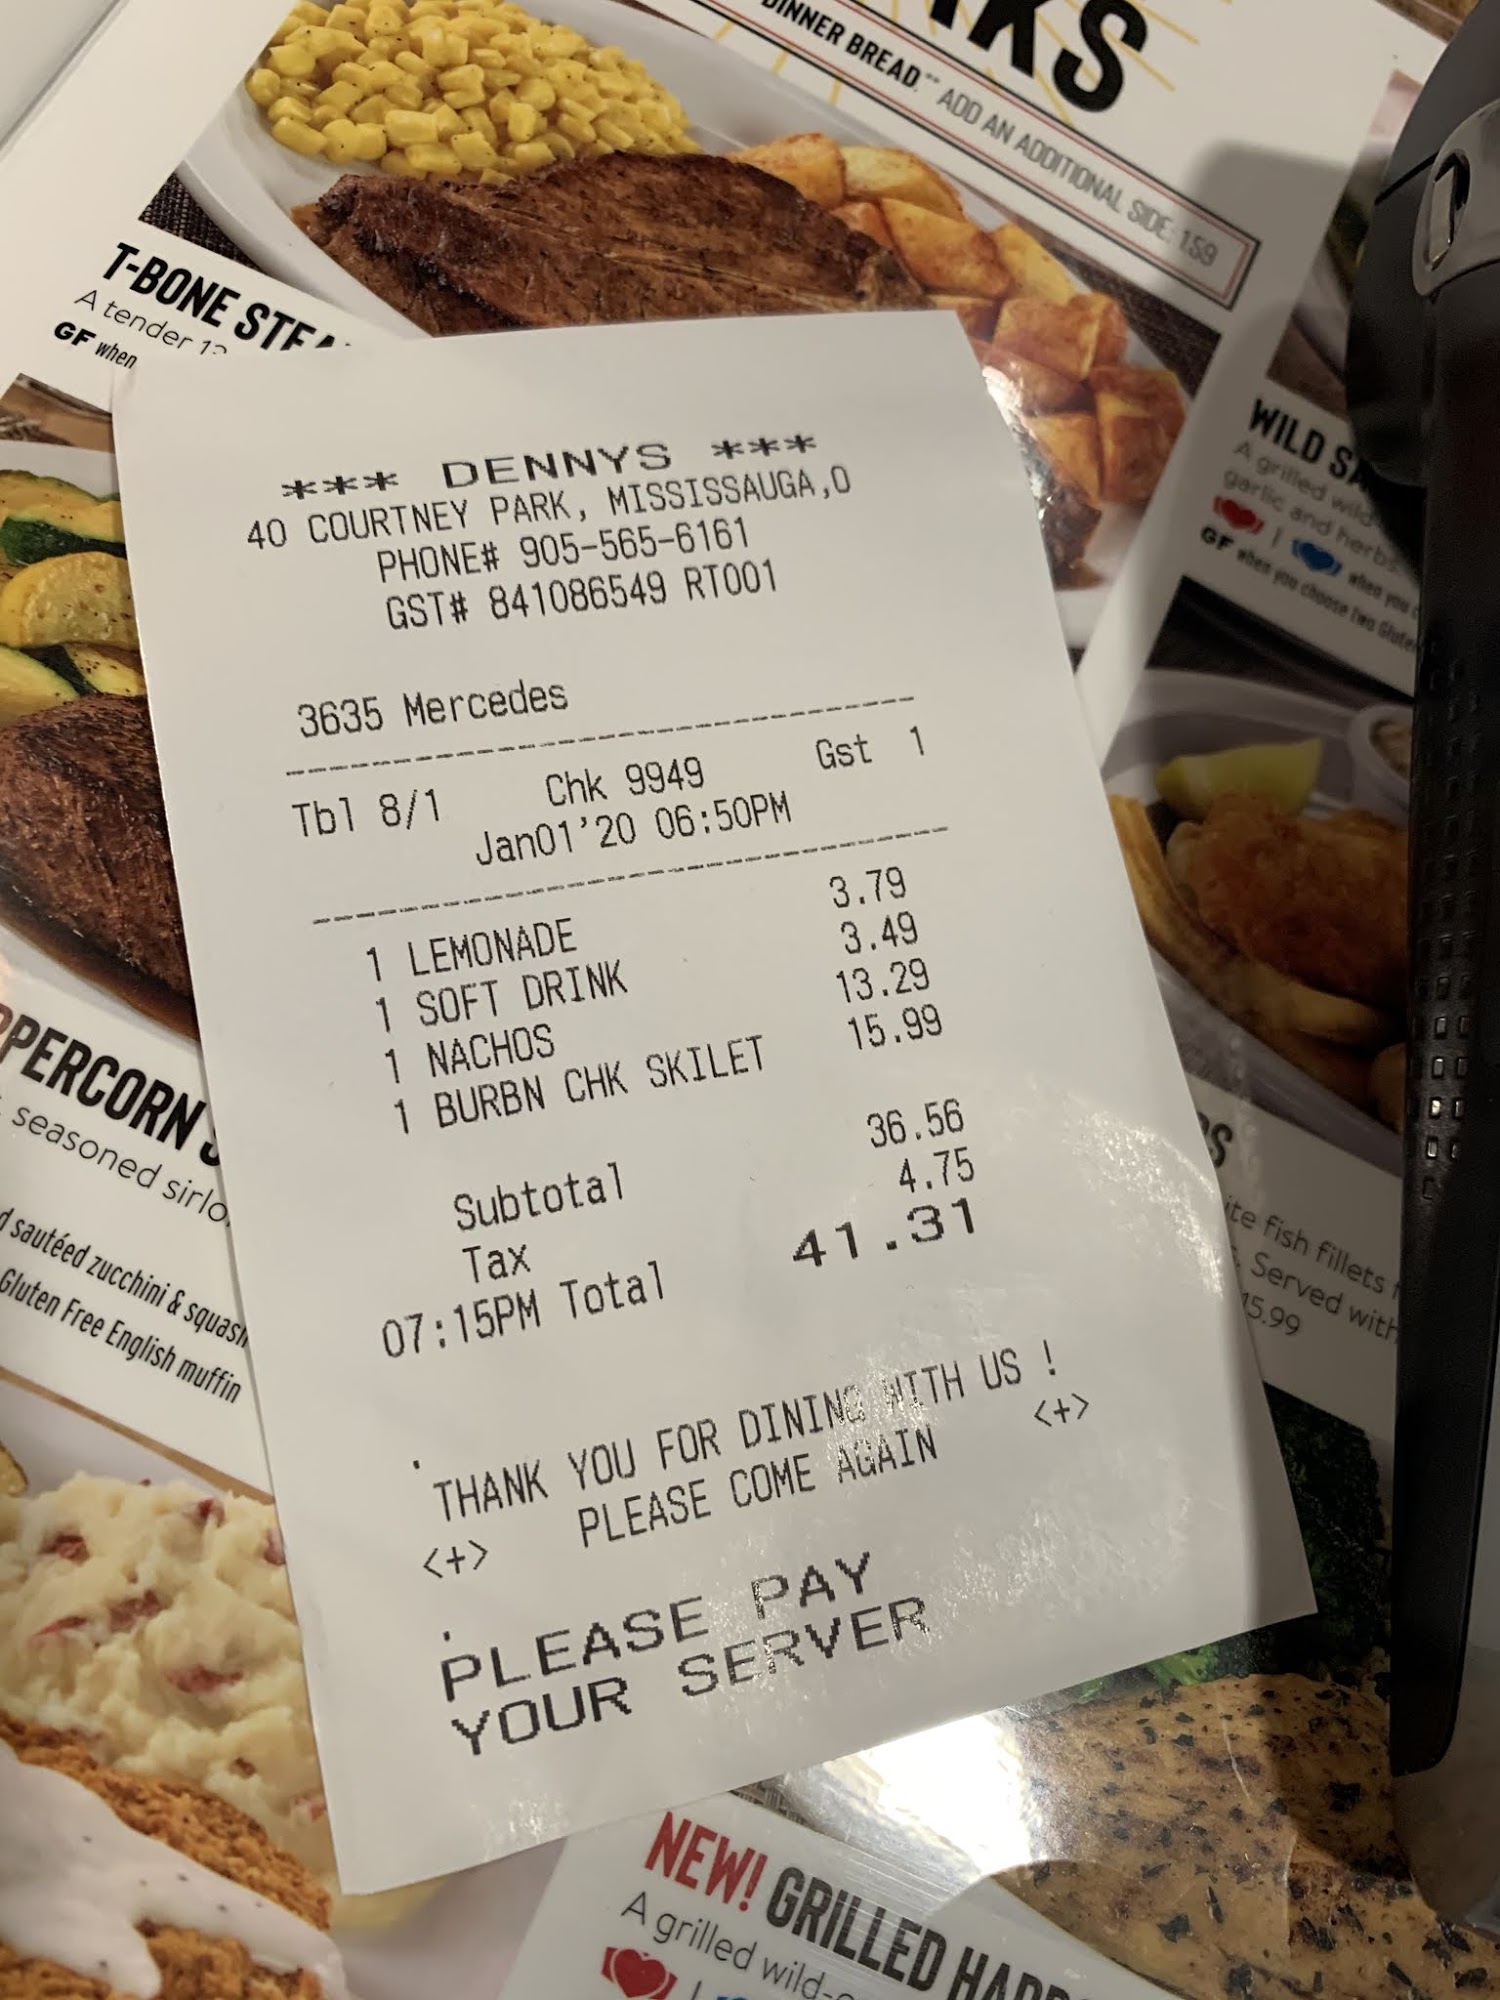 AKS
DINNER BREAD.** ADD AN ADDITIONAL SIDE 1.59
T-BONE STEA
A tender 13
GF when
WILD SA
A grilled wild
garlic and herbs
| when you c
GF when you choose two Gluten
*** DENNYS ***
40 COURTNEY PARK, MISSISSAUGA,O
PHONE# 905-565-6161
GST# 841086549 RT001
3635 Mercedes
Tbl 8/1 Chk 9949 Gst 1
Jan01'20 06:50PM
1 LEMONADE 3.79
1 SOFT DRINK 3.49
1 NACHOS 13.29
1 BURBN CHK SKILET 15.99
Subtotal 36.56
Tax 4.75
07:15PM Total 41.31
.
THANK YOU FOR DINING WITH US !
<+> PLEASE COME AGAIN <+>
.
PLEASE PAY
YOUR SERVER
PPERCORN S
seasoned sirlo
d sautéed zucchini & squash
Gluten Free English muffin
RS
ite fish fillets
Served with
15.99
NEW! GRILLED HADD
A grilled wild-c